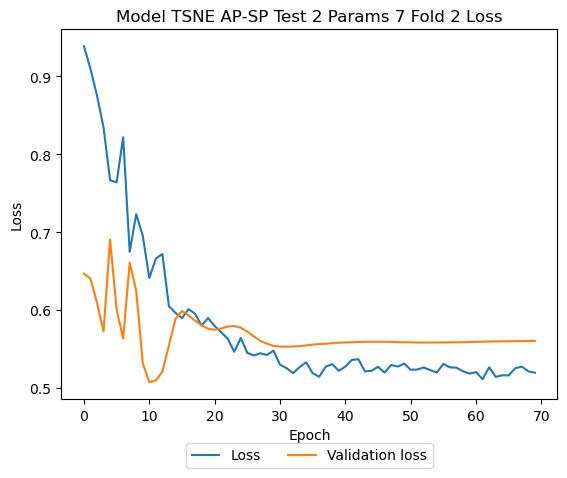 Model TSNE AP-SP Test 2 Params 7 Fold 2 Loss
Loss
0.9
0.8
0.7
0.6
0.5
0 10 20 30 40 50 60 70
Epoch
Loss Validation loss